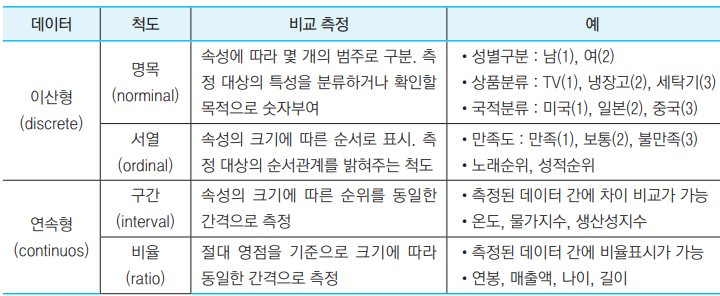 데이터 척도 비교 측정 예
이산형
(discrete)
명목
(norminal)
속성에 따라 몇 개의 범주로 구분. 측
정 대상의 특성을 분류하거나 확인할
목적으로 숫자부여
• 성별구분 : 남(1), 여(2)
• 상품분류 : TV(1), 냉장고(2), 세탁기(3)
• 국적분류 : 미국(1), 일본(2), 중국(3)
서열
(ordinal)
속성의 크기에 따른 순서로 표시. 측
정 대상의 순서관계를 밝혀주는 척도
• 만족도 : 만족(1), 보통(2), 불만족(3)
• 노래순위, 성적순위
연속형
(continuos)
구간
(interval)
속성의 크기에 따른 순위를 동일한
간격으로 측정
• 측정된 데이터 간에 차이 비교가 가능
• 온도, 물가지수, 생산성지수
비율
(ratio)
절대 영점을 기준으로 크기에 따라
동일한 간격으로 측정
• 측정된 데이터 간에 비율표시가 가능
• 연봉, 매출액, 나이, 길이